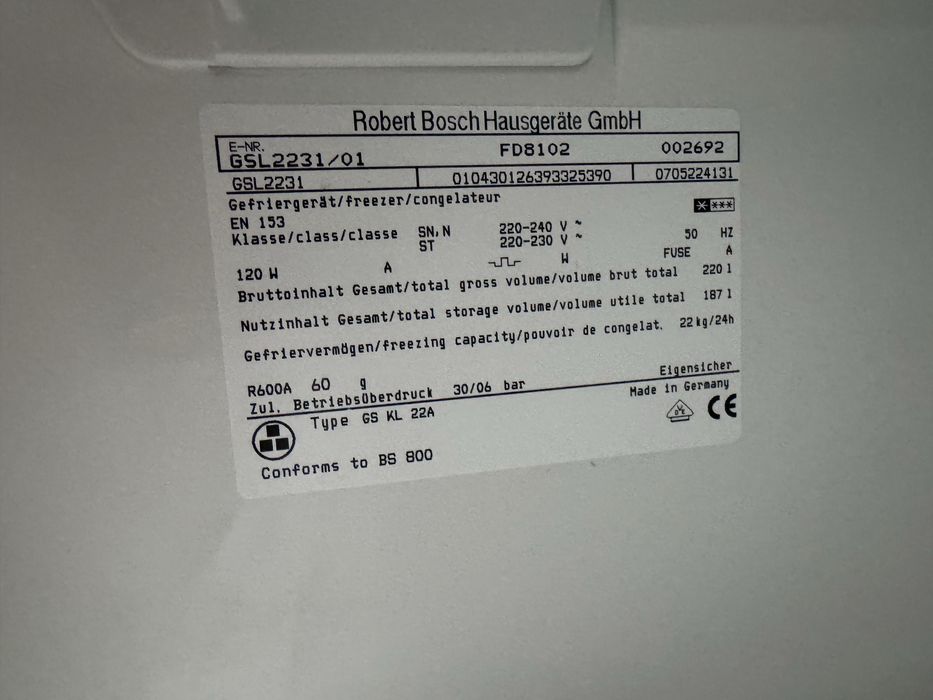 Robert Bosch Hausgeräte GmbH
E-NR. GSL2231/01 FD8102 002692
GSL2231 010430126393325390 0705224131
Gefriergerät/freezer/congelateur
EN 153
Klasse/class/classe SN,N 220-240 V ~ 50 HZ
ST 220-230 V ~
120 W A W FUSE A
Bruttoinhalt Gesamt/total gross volume/volume brut total 220 l
Nutzinhalt Gesamt/total storage volume/volume utile total 187 l
Gefriervermögen/freezing capacity/pouvoir de congelat. 22 kg/24h
R600A 60 g Eigensicher
Zul. Betriebsüberdruck 30/06 bar Made in Germany
Type GS KL 22A
Conforms to BS 800